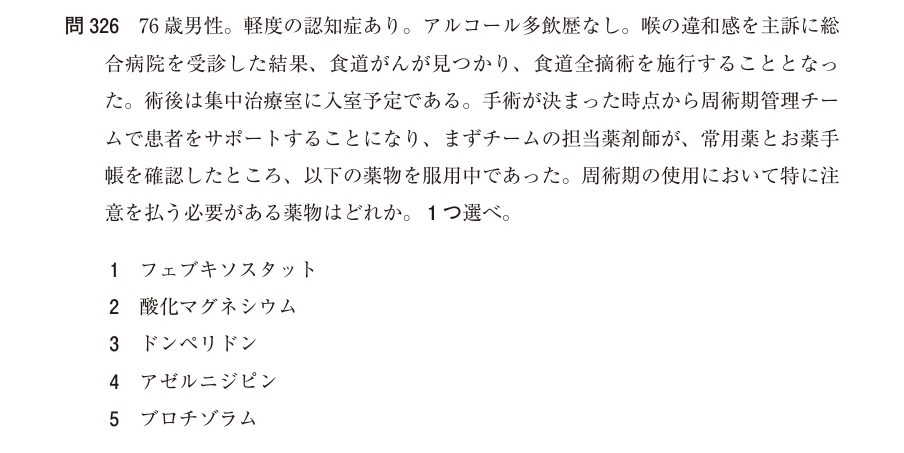 問 326 76 歳男性。軽度の認知症あり。アルコール多飲歴なし。喉の違和感を主訴に総
合病院を受診した結果、食道がんが見つかり、食道全摘術を施行することとなっ
た。術後は集中治療室に入室予定である。手術が決まった時点から周術期管理チー
ムで患者をサポートすることになり、まずチームの担当薬剤師が、常用薬とお薬手
帳を確認したところ、以下の薬物を服用中であった。周術期の使用において特に注
意を払う必要がある薬物はどれか。1つ選べ。
1 フェブキソスタット
2 酸化マグネシウム
3 ドンペリドン
4 アゼルニジピン
5 ブロチゾラム